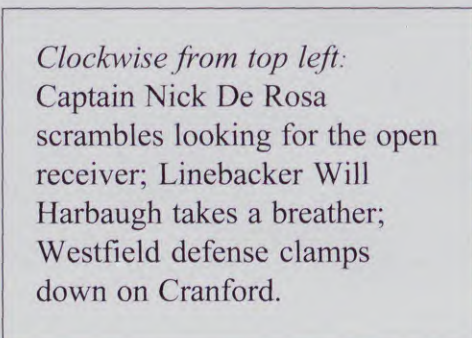 Clockwise from top left:
Captain Nick De Rosa
scrambles looking for the open
receiver; Linebacker Will
Harbaugh takes a breather;
Westfield defense clamps
down on Cranford.